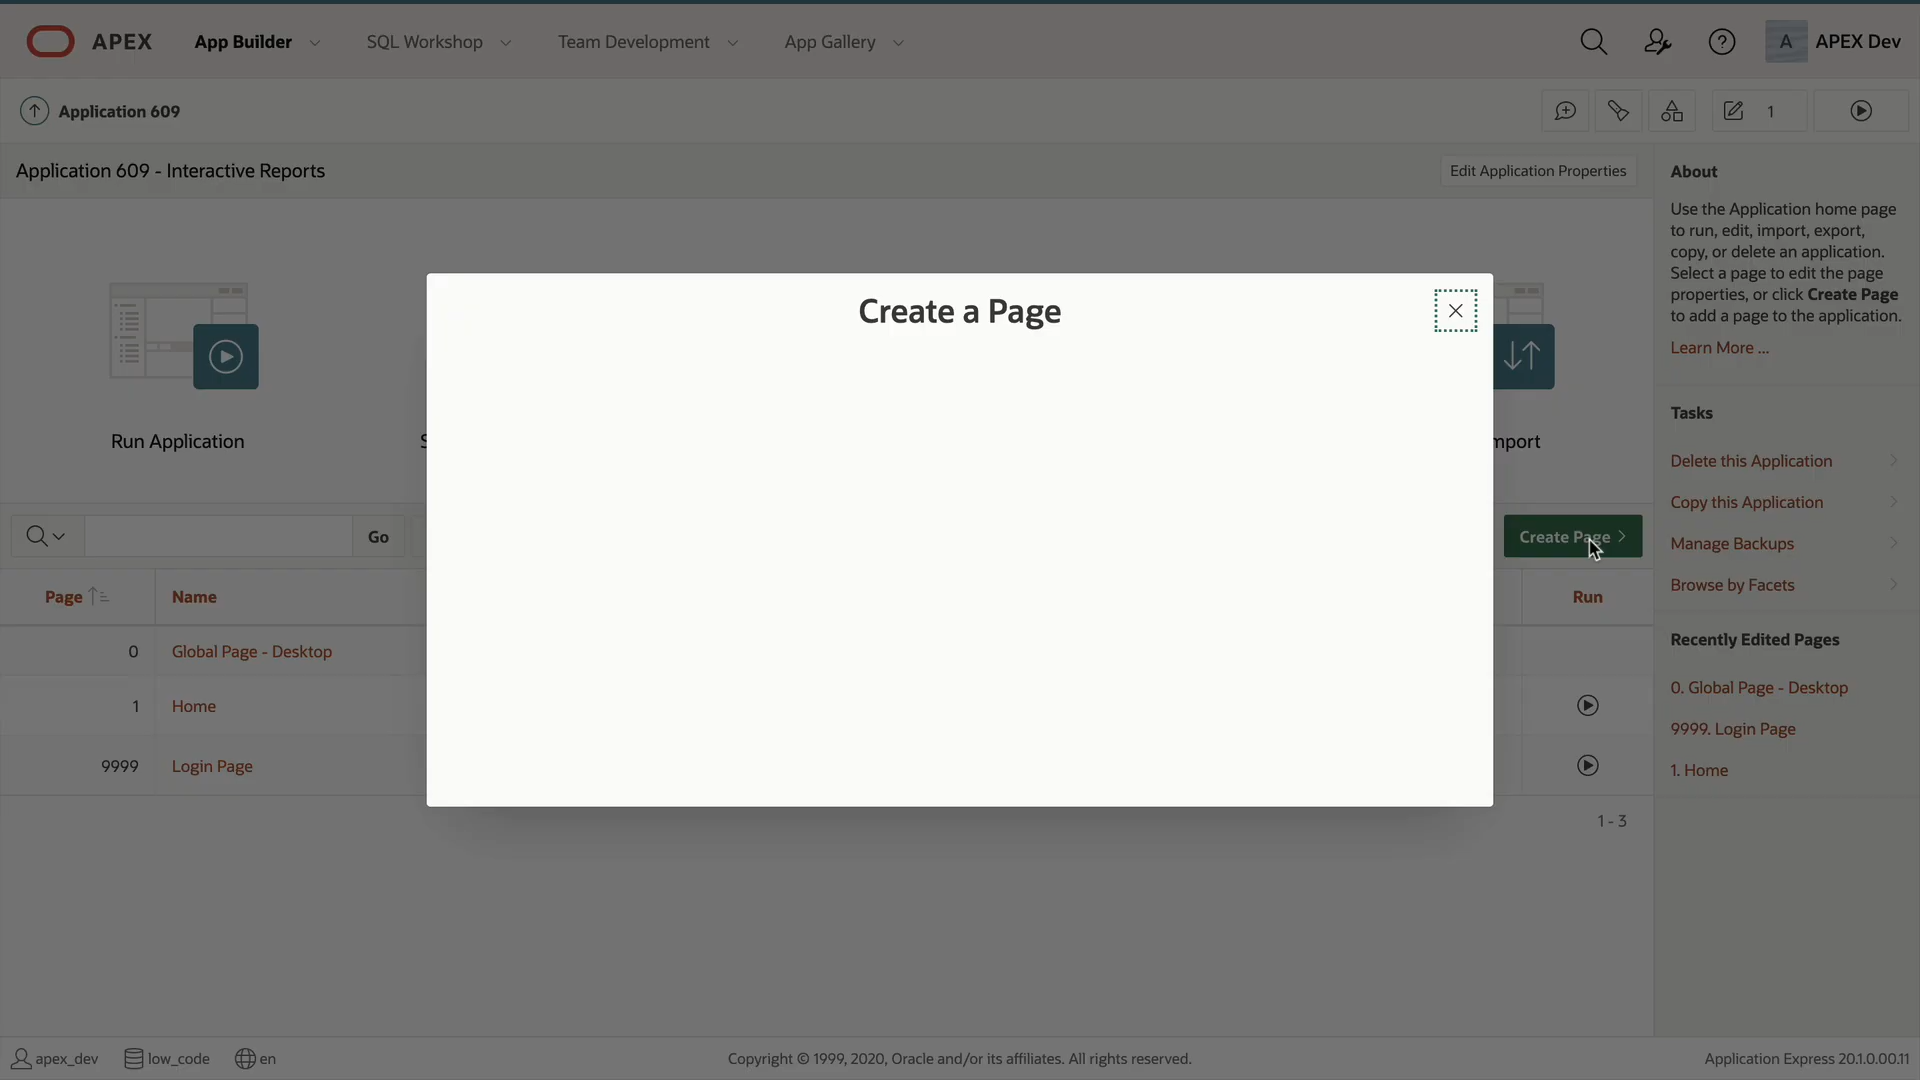 APEX
App Builder
SQL Workshop
Team Development
App Gallery
A
APEX Dev
Application 609
1
Application 609 - Interactive Reports
Edit Application Properties
About
Use the Application home page
to run, edit, import, export,
copy, or delete an application.
Select a page to edit the page
properties, or click Create Page
to add a page to the application.
Learn More ...
Create a Page
Run Application
Tasks
Delete this Application
Copy this Application
Manage Backups
Browse by Facets
Go
Create Page
Page
Name
Run
0
Global Page - Desktop
1
Home
9999
Login Page
1 - 3
Recently Edited Pages
0. Global Page - Desktop
9999. Login Page
1. Home
apex_dev
low_code
en
Copyright © 1999, 2020, Oracle and/or its affiliates. All rights reserved.
Application Express 20.1.0.00.11